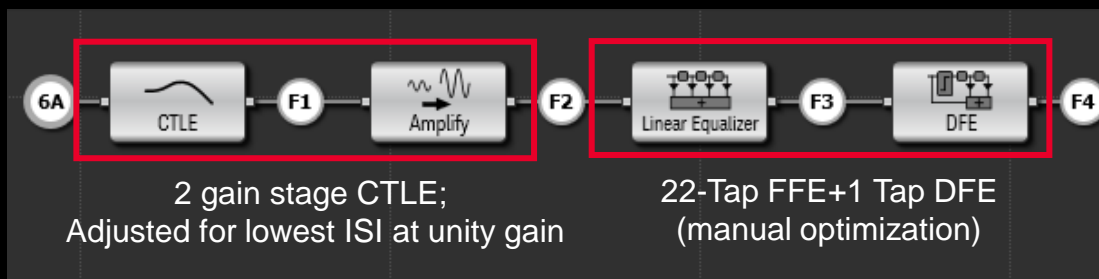 6A CTLE F1 Amplify F2 Linear Equalizer F3 DFE F4
2 gain stage CTLE;
Adjusted for lowest ISI at unity gain
22-Tap FFE+1 Tap DFE
(manual optimization)